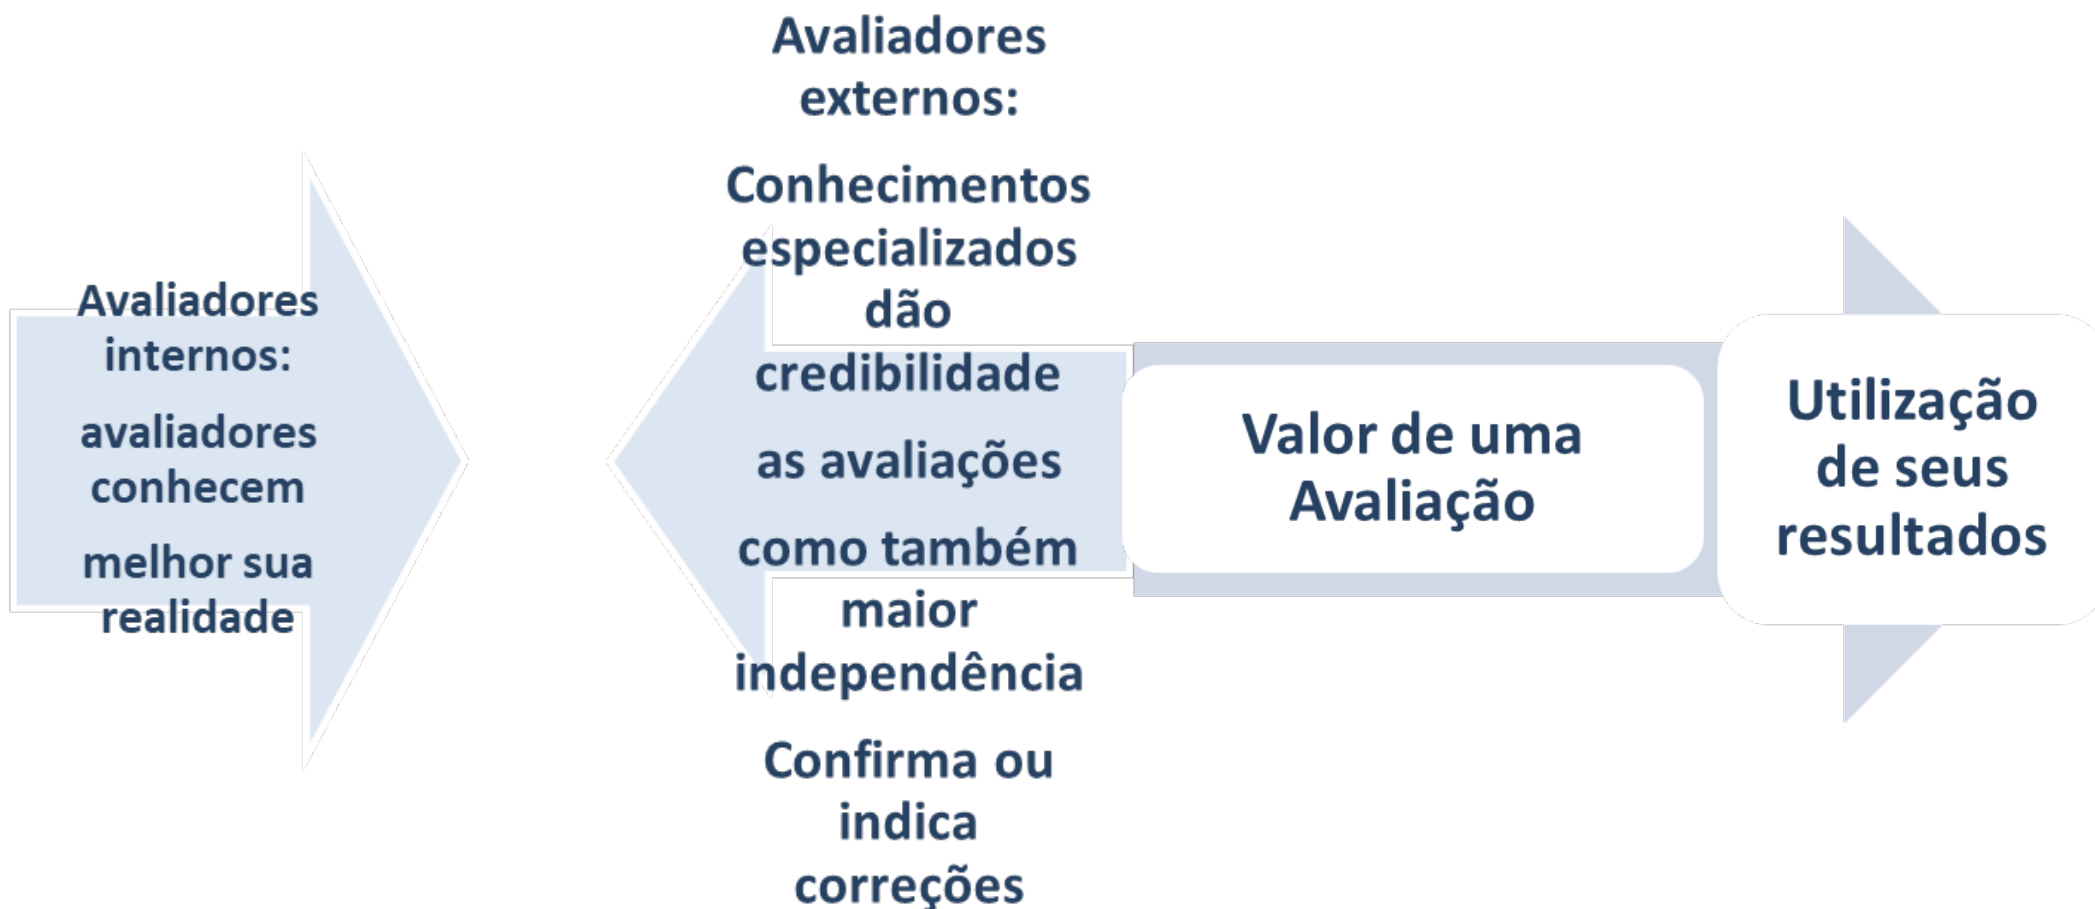 Avaliadores
internos:
avaliadores
conhecem
melhor sua
realidade
Avaliadores
externos:
Conhecimentos
especializados
dão
credibilidade
as avaliações
como também
maior
independência
Confirma ou
indica
correções
Valor de uma
Avaliação
Utilização
de seus
resultados